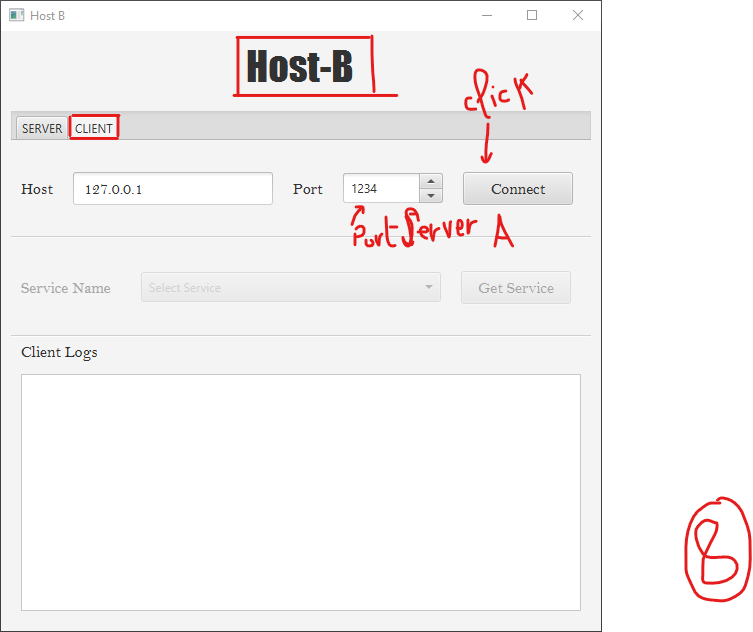 Host B
Host-B
click
SERVER CLIENT
Host 127.0.0.1 Port 1234 Connect
Port Server A
Service Name Select Service Get Service
Client Logs
B